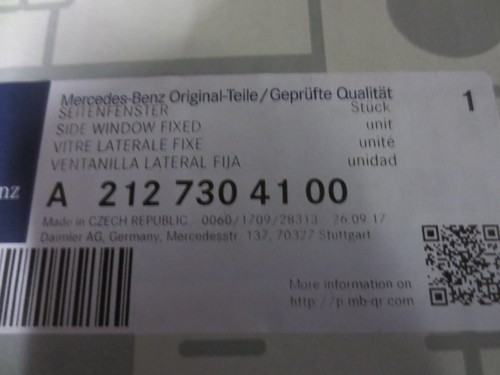 Mercedes-Benz Original-Teile/Geprüfte Qualität
SEITENFENSTER Stück 1
SIDE WINDOW FIXED unit
VITRE LATERALE FIXE unité
VENTANILLA LATERAL FIJA unidad
nz A 212 730 41 00
Made in CZECH REPUBLIC 0060/1709/28313 26.09.17
Daimler AG, Germany, Mercedesstr. 137, 70327 Stuttgart
More information on
http://p.mb-qr.com